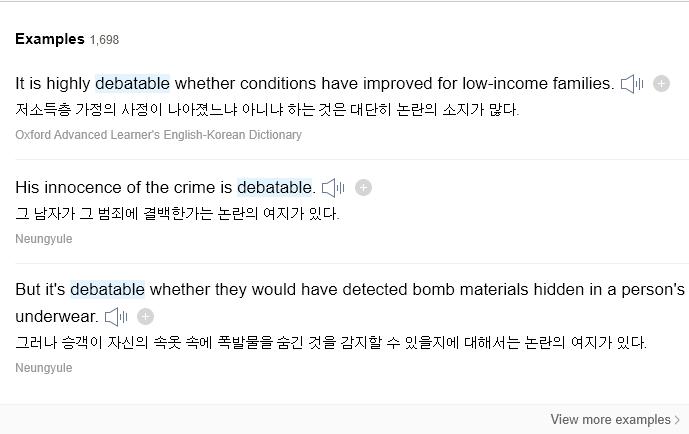 Examples 1,698
It is highly debatable whether conditions have improved for low-income families.
저소득층 가정의 사정이 나아졌느냐 아니냐 하는 것은 대단히 논란의 소지가 많다.
Oxford Advanced Learner's English-Korean Dictionary
His innocence of the crime is debatable.
그 남자가 그 범죄에 결백한가는 논란의 여지가 있다.
Neungyule
But it's debatable whether they would have detected bomb materials hidden in a person's
underwear.
그러나 승객이 자신의 속옷 속에 폭발물을 숨긴 것을 감지할 수 있을지에 대해서는 논란의 여지가 있다.
Neungyule
View more examples